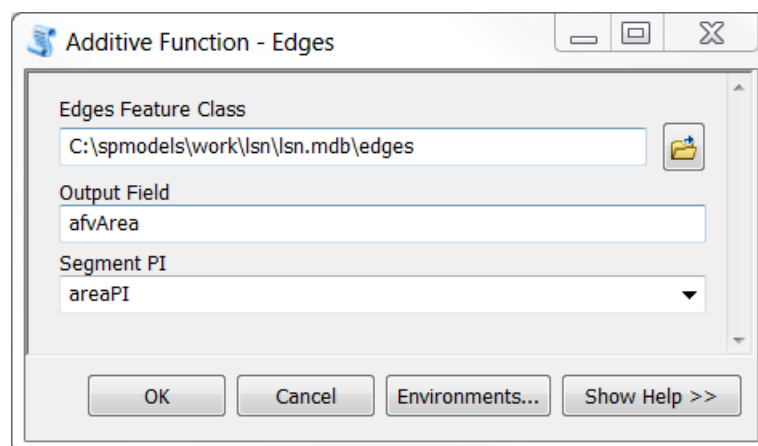 Additive Function - Edges
Edges Feature Class
C:\spmodels\work\lsn\lsn.mdb\edges
Output Field
afvArea
Segment PI
areaPI
OK Cancel Environments... Show Help >>